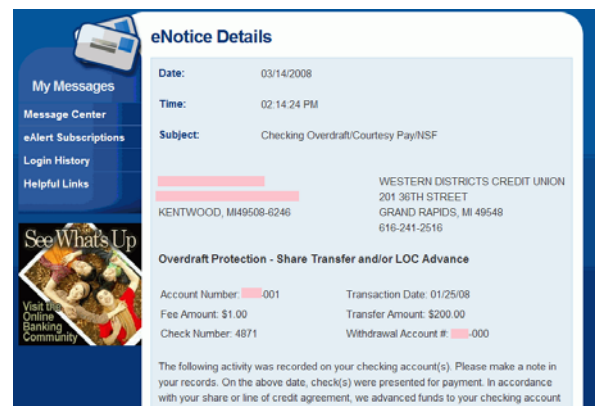 eNotice Details
My Messages
Message Center
eAlert Subscriptions
Login History
Helpful Links
See What's Up
Visit the
Online
Banking
Community
Date: 03/14/2008
Time: 02:14:24 PM
Subject: Checking Overdraft/Courtesy Pay/NSF
KENTWOOD, MI49508-6246
WESTERN DISTRICTS CREDIT UNION
201 36TH STREET
GRAND RAPIDS, MI 49548
616-241-2516
Overdraft Protection - Share Transfer and/or LOC Advance
Account Number: -001 Transaction Date: 01/25/08
Fee Amount: $1.00 Transfer Amount: $200.00
Check Number: 4871 Withdrawal Account #: -000
The following activity was recorded on your checking account(s). Please make a note in
your records. On the above date, check(s) were presented for payment. In accordance
with your share or line of credit agreement, we advanced funds to your checking account